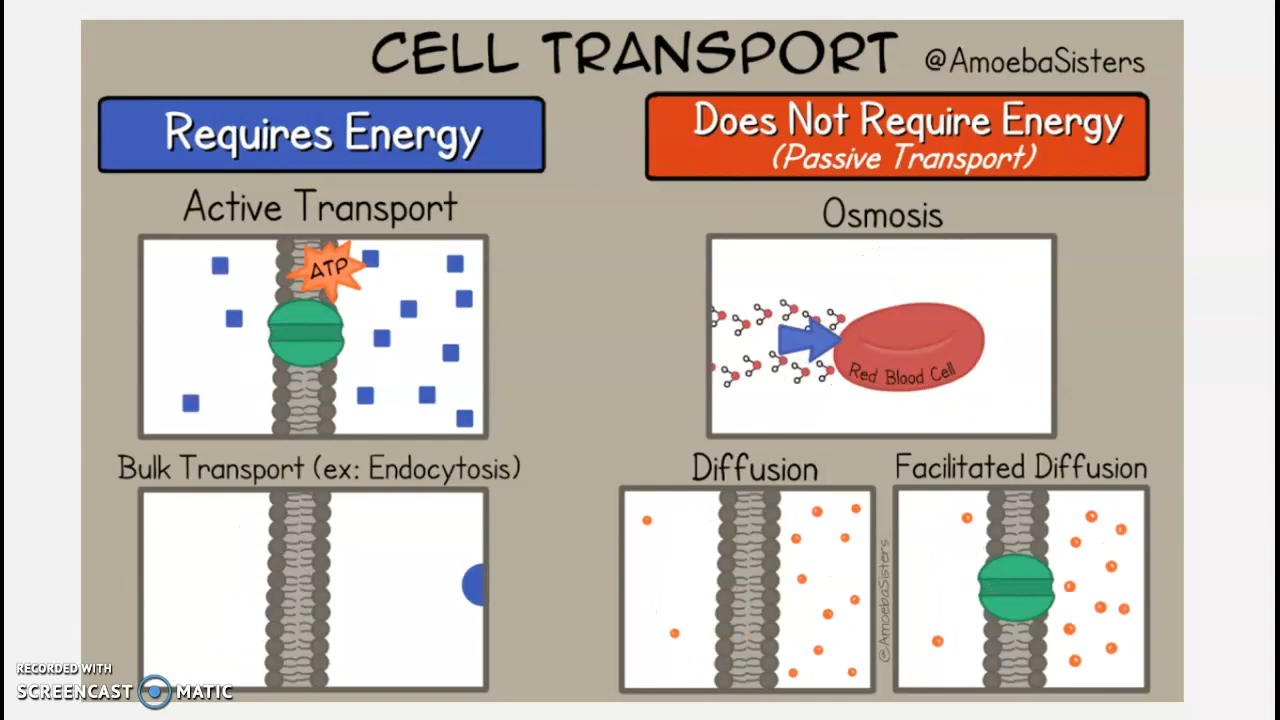 CELL TRANSPORT @AmoebaSisters
Requires Energy
Does Not Require Energy
(Passive Transport)
Active Transport
ATP
Osmosis
Red Blood Cell
Bulk Transport (ex: Endocytosis)
Diffusion
Facilitated Diffusion
@AmoebaSisters
RECORDED WITH
SCREENCAST MATIC